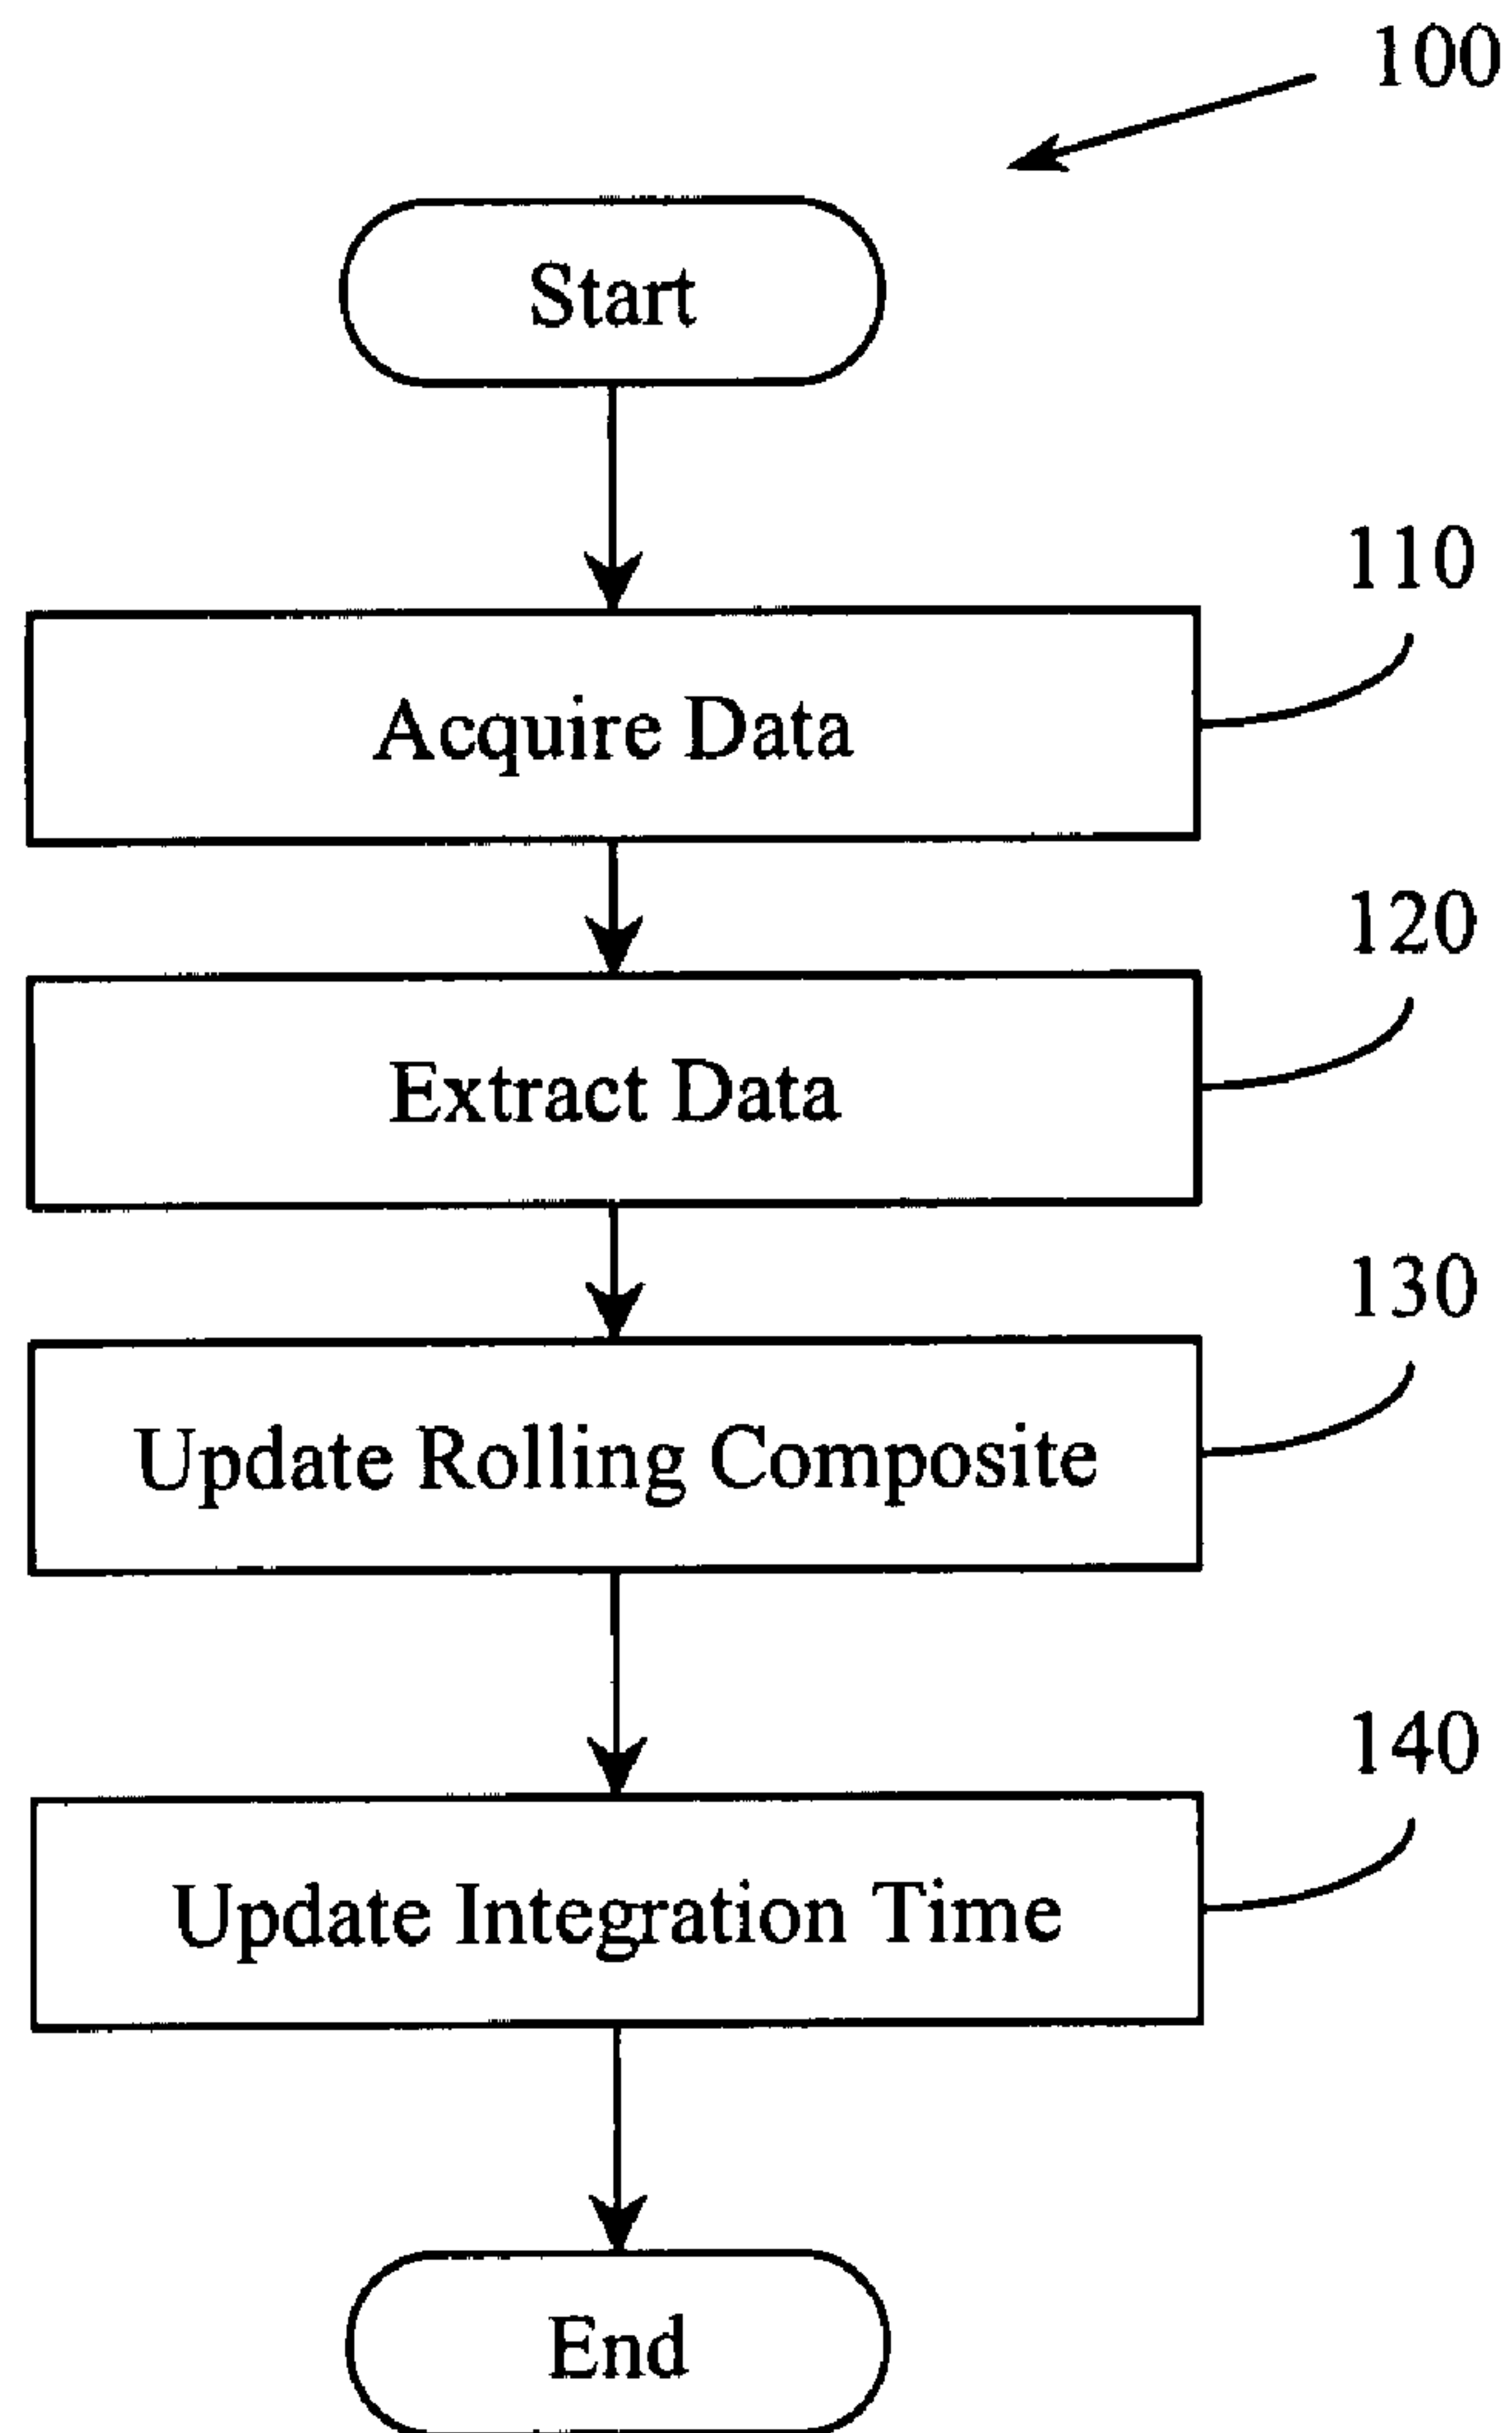 100
Start
110
Acquire Data
120
Extract Data
130
Update Rolling Composite
140
Update Integration Time
End